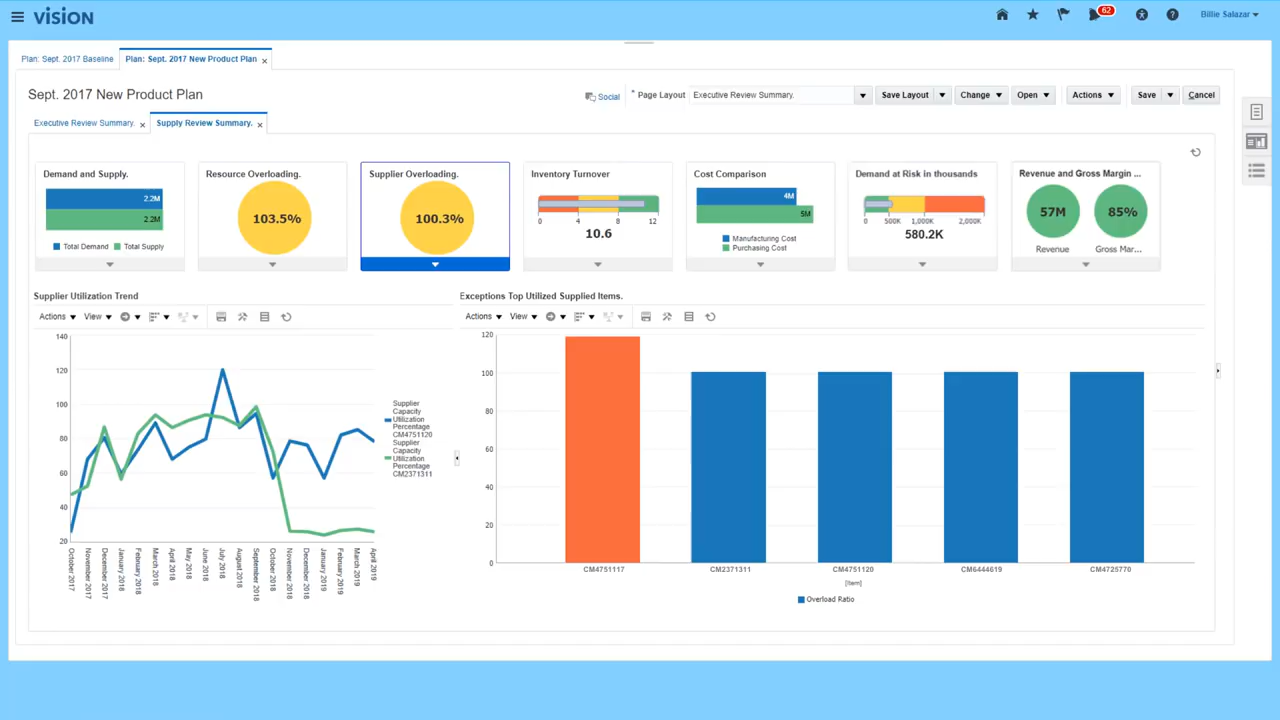 vısıon
62
Billie Salazar
Plan: Sept. 2017 Baseline
Plan: Sept. 2017 New Product Plan
Sept. 2017 New Product Plan
Social
* Page Layout
Executive Review Summary.
Save Layout
Change
Open
Actions
Save
Cancel
Executive Review Summary.
Supply Review Summary.
Demand and Supply.
2.2M
2.2M
Total Demand
Total Supply
Resource Overloading.
103.5%
Supplier Overloading.
100.3%
Inventory Turnover
0 4 8 12
10.6
Cost Comparison
4M
5M
Manufacturing Cost
Purchasing Cost
Demand at Risk in thousands
0 500K 1,000K 2,000K
580.2K
Revenue and Gross Margin ...
57M
85%
Revenue
Gross Mar...
Supplier Utilization Trend
Actions
View
140
120
100
80
60
40
20
October 2017
November 2017
December 2017
January 2018
February 2018
March 2018
April 2018
May 2018
June 2018
July 2018
August 2018
September 2018
October 2018
November 2018
December 2018
January 2019
February 2019
March 2019
April 2019
Supplier
Capacity
Utilization
Percentage
CM4751120
Supplier
Capacity
Utilization
Percentage
CM2371311
Exceptions Top Utilized Supplied Items.
Actions
View
120
100
80
60
40
20
0
CM4751117
CM2371311
CM4751120
CM6444619
CM4725770
[Item]
Overload Ratio